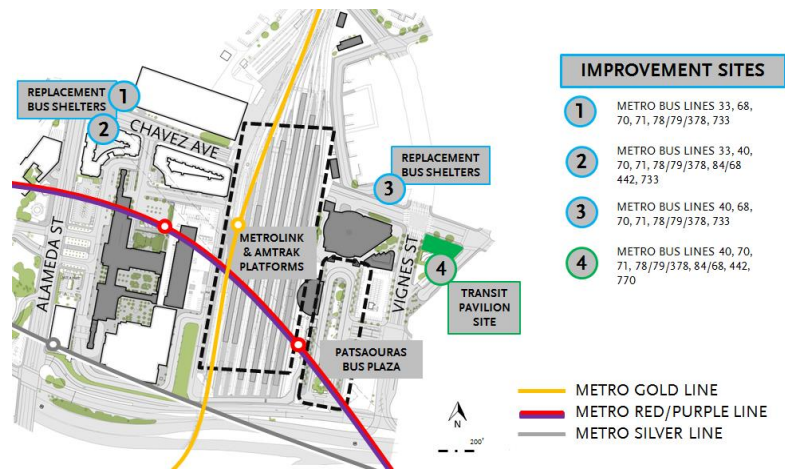 REPLACEMENT
BUS SHELTERS
1
2
CHAVEZ AVE
REPLACEMENT
BUS SHELTERS
3
ALAMEDA ST
METROLINK
& AMTRAK
PLATFORMS
VIGNES ST
4
TRANSIT
PAVILION
SITE
PATSAOURAS
BUS PLAZA
N
200'
IMPROVEMENT SITES
1
METRO BUS LINES 33, 68,
70, 71, 78/79/378, 733
2
METRO BUS LINES 33, 40,
70, 71, 78/79/378, 84/68
442, 733
3
METRO BUS LINES 40, 68,
70, 71, 78/79/378, 733
4
METRO BUS LINES 40, 70,
71, 78/79/378, 84/68, 442,
770
METRO GOLD LINE
METRO RED/PURPLE LINE
METRO SILVER LINE